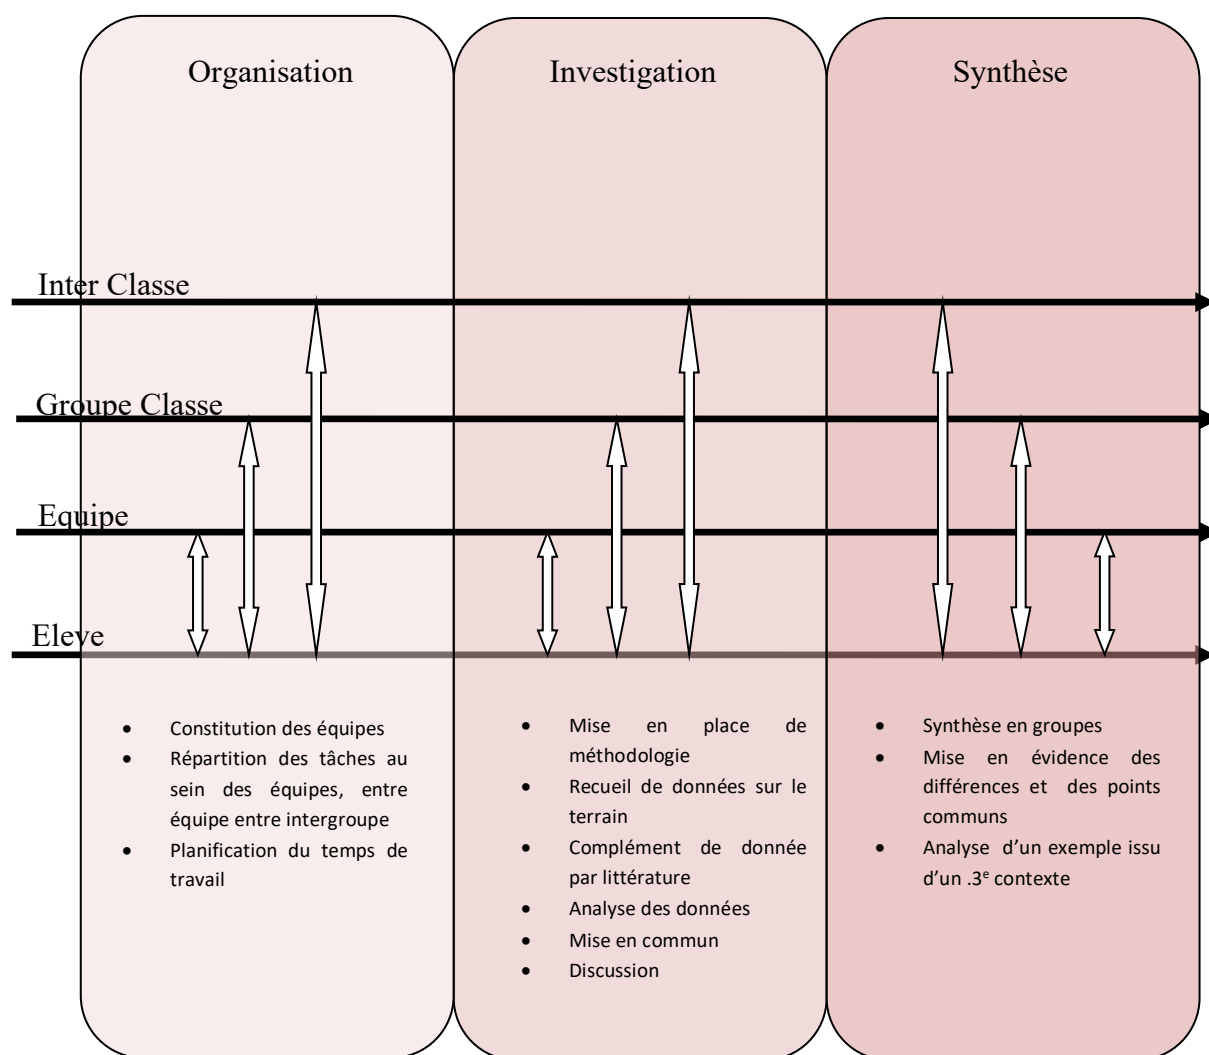 Organisation
Investigation
Synthèse
Inter Classe
Groupe Classe
Equipe
Eleve
• Constitution des équipes
• Répartition des tâches au
sein des équipes, entre
équipe entre intergroupe
• Planification du temps de
travail
• Mise en place de
méthodologie
• Recueil de données sur le
terrain
• Complément de donnée
par littérature
• Analyse des données
• Mise en commun
• Discussion
• Synthèse en groupes
• Mise en évidence des
différences et des points
communs
• Analyse d’un exemple issu
d’un .3ᵉ contexte